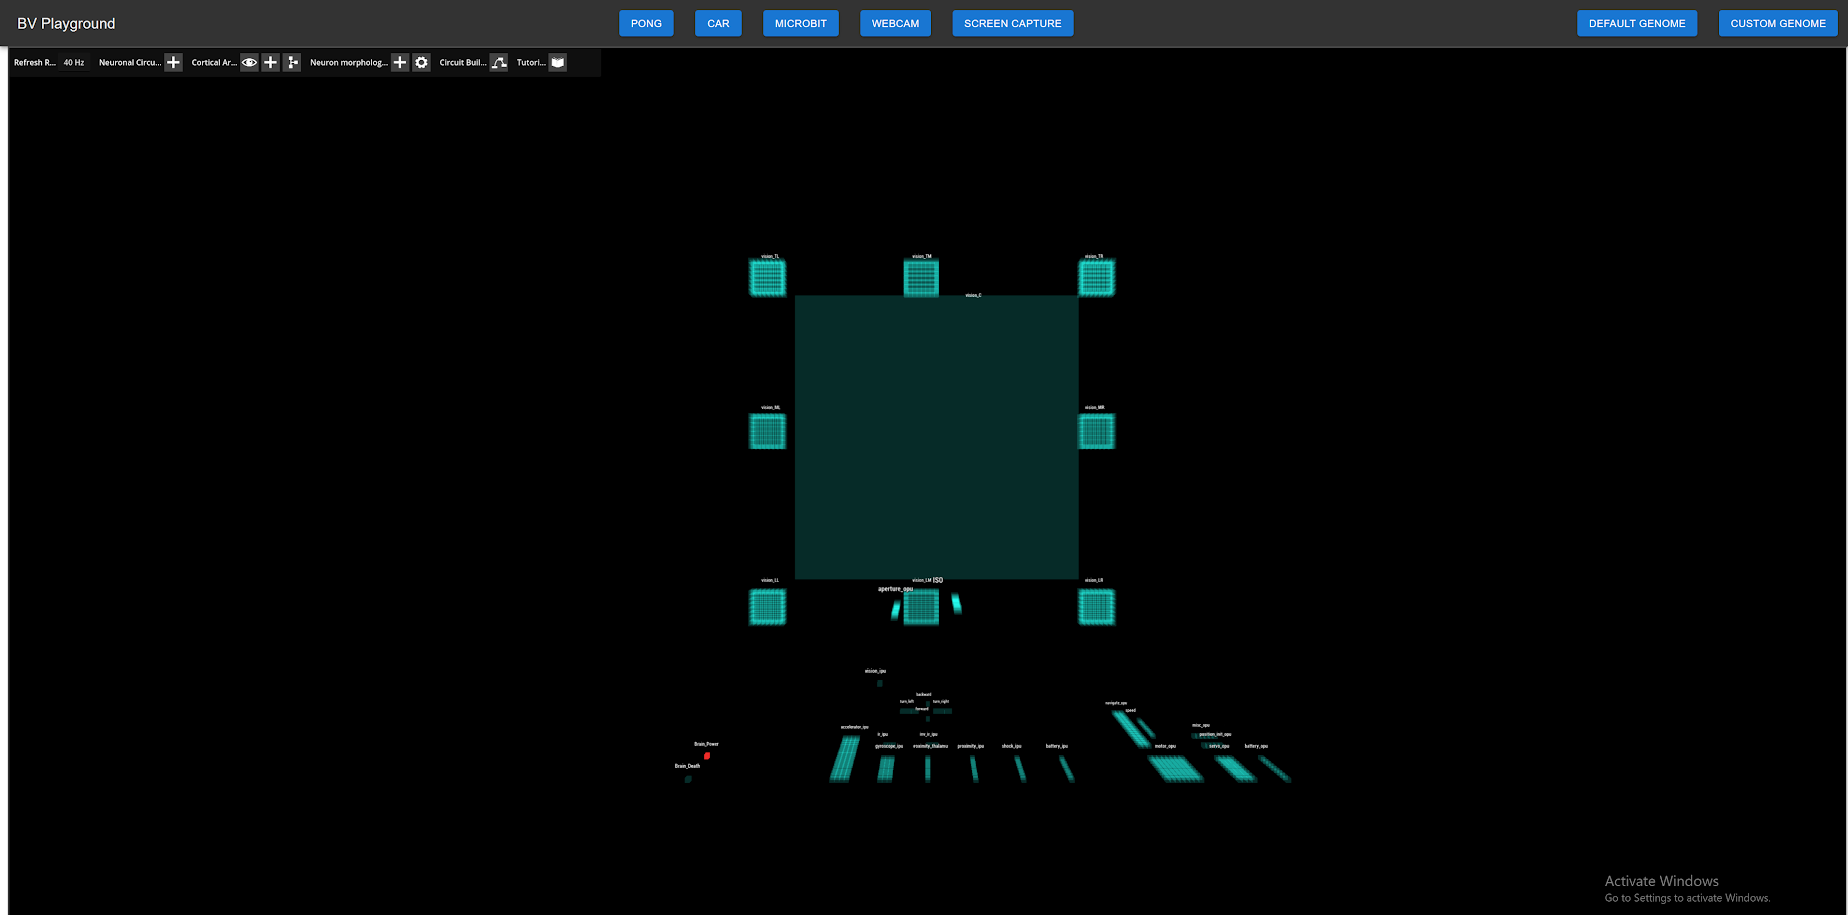 BV Playground
PONG
CAR
MICROBIT
WEBCAM
SCREEN CAPTURE
DEFAULT GENOME
CUSTOM GENOME
Refresh R... 40 Hz Neuronal Circu... Cortical Ar... Neuron morpholog... Circuit Buil... Tutori...
vision_TL
vision_TM
vision_TR
vision_C
vision_ML
vision_MR
vision_LL
vision_LM ISO
vision_LR
aperture_opu
vision_ipu
backward
turn_left
turn_right
forward
navigate_opu
speed
accelerator_ipu
misc_opu
ir_ipu
inv_ir_ipu
position_init_opu
Brain_Power
gyroscope_ipu
proximity_ipu
shock_ipu
battery_ipu
motor_opu
servo_opu
battery_opu
Brain_Death
Activate Windows
Go to Settings to activate Windows.